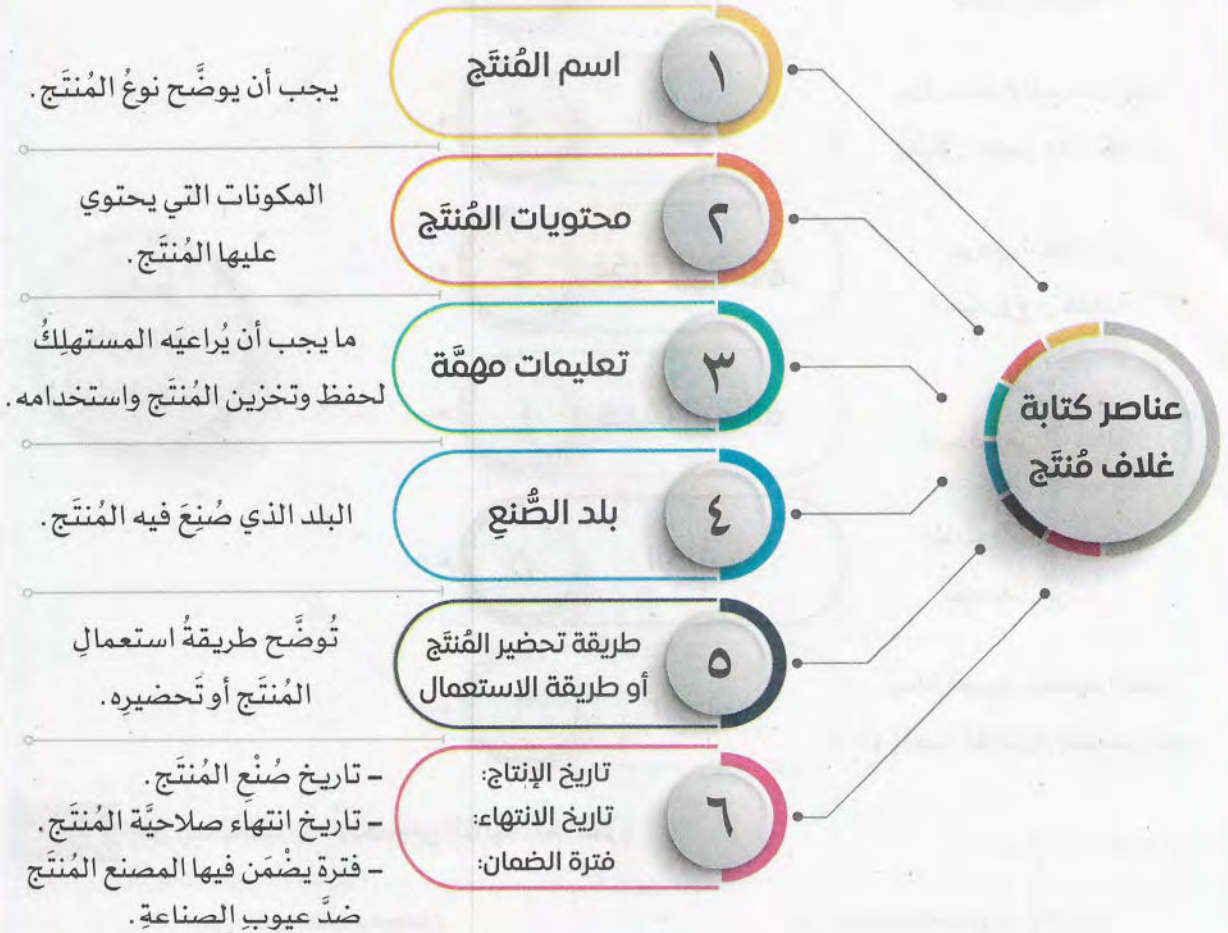 عناصر كتابة
غلاف مُنتَج
١
اسم المُنتَج
يجب أن يوضَّح نوعُ المُنتَج.
٢
محتويات المُنتَج
المكونات التي يحتوي
عليها المُنتَج.
٣
تعليمات مهمَّة
ما يجب أن يُراعيَه المستهلِكُ
لحفظ وتخزين المُنتَج واستخدامه.
٤
بلد الصُّنعِ
البلد الذي صُنِعَ فيه المُنتَج.
٥
طريقة تحضير المُنتَج
أو طريقة الاستعمال
تُوضَّح طريقةُ استعمالِ
المُنتَج أو تَحضيرِه.
٦
تاريخ الإنتاج:
تاريخ الانتهاء:
فترة الضمان:
– تاريخ صُنْعِ المُنتَج.
– تاريخ انتهاء صلاحيَّة المُنتَج.
– فترة يضْمَن فيها المصنع المُنتَج
ضدَّ عيوبِ الصناعةِ.